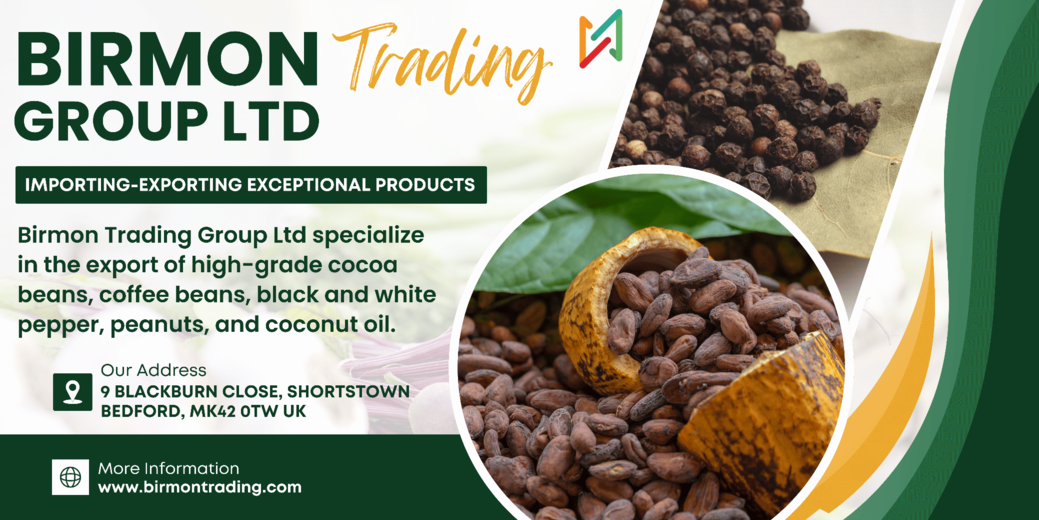 BIRMON Trading
GROUP LTD
IMPORTING-EXPORTING EXCEPTIONAL PRODUCTS
Birmon Trading Group Ltd specialize
in the export of high-grade cocoa
beans, coffee beans, black and white
pepper, peanuts, and coconut oil.
Our Address
9 BLACKBURN CLOSE, SHORTSTOWN
BEDFORD, MK42 0TW UK
More Information
www.birmontrading.com